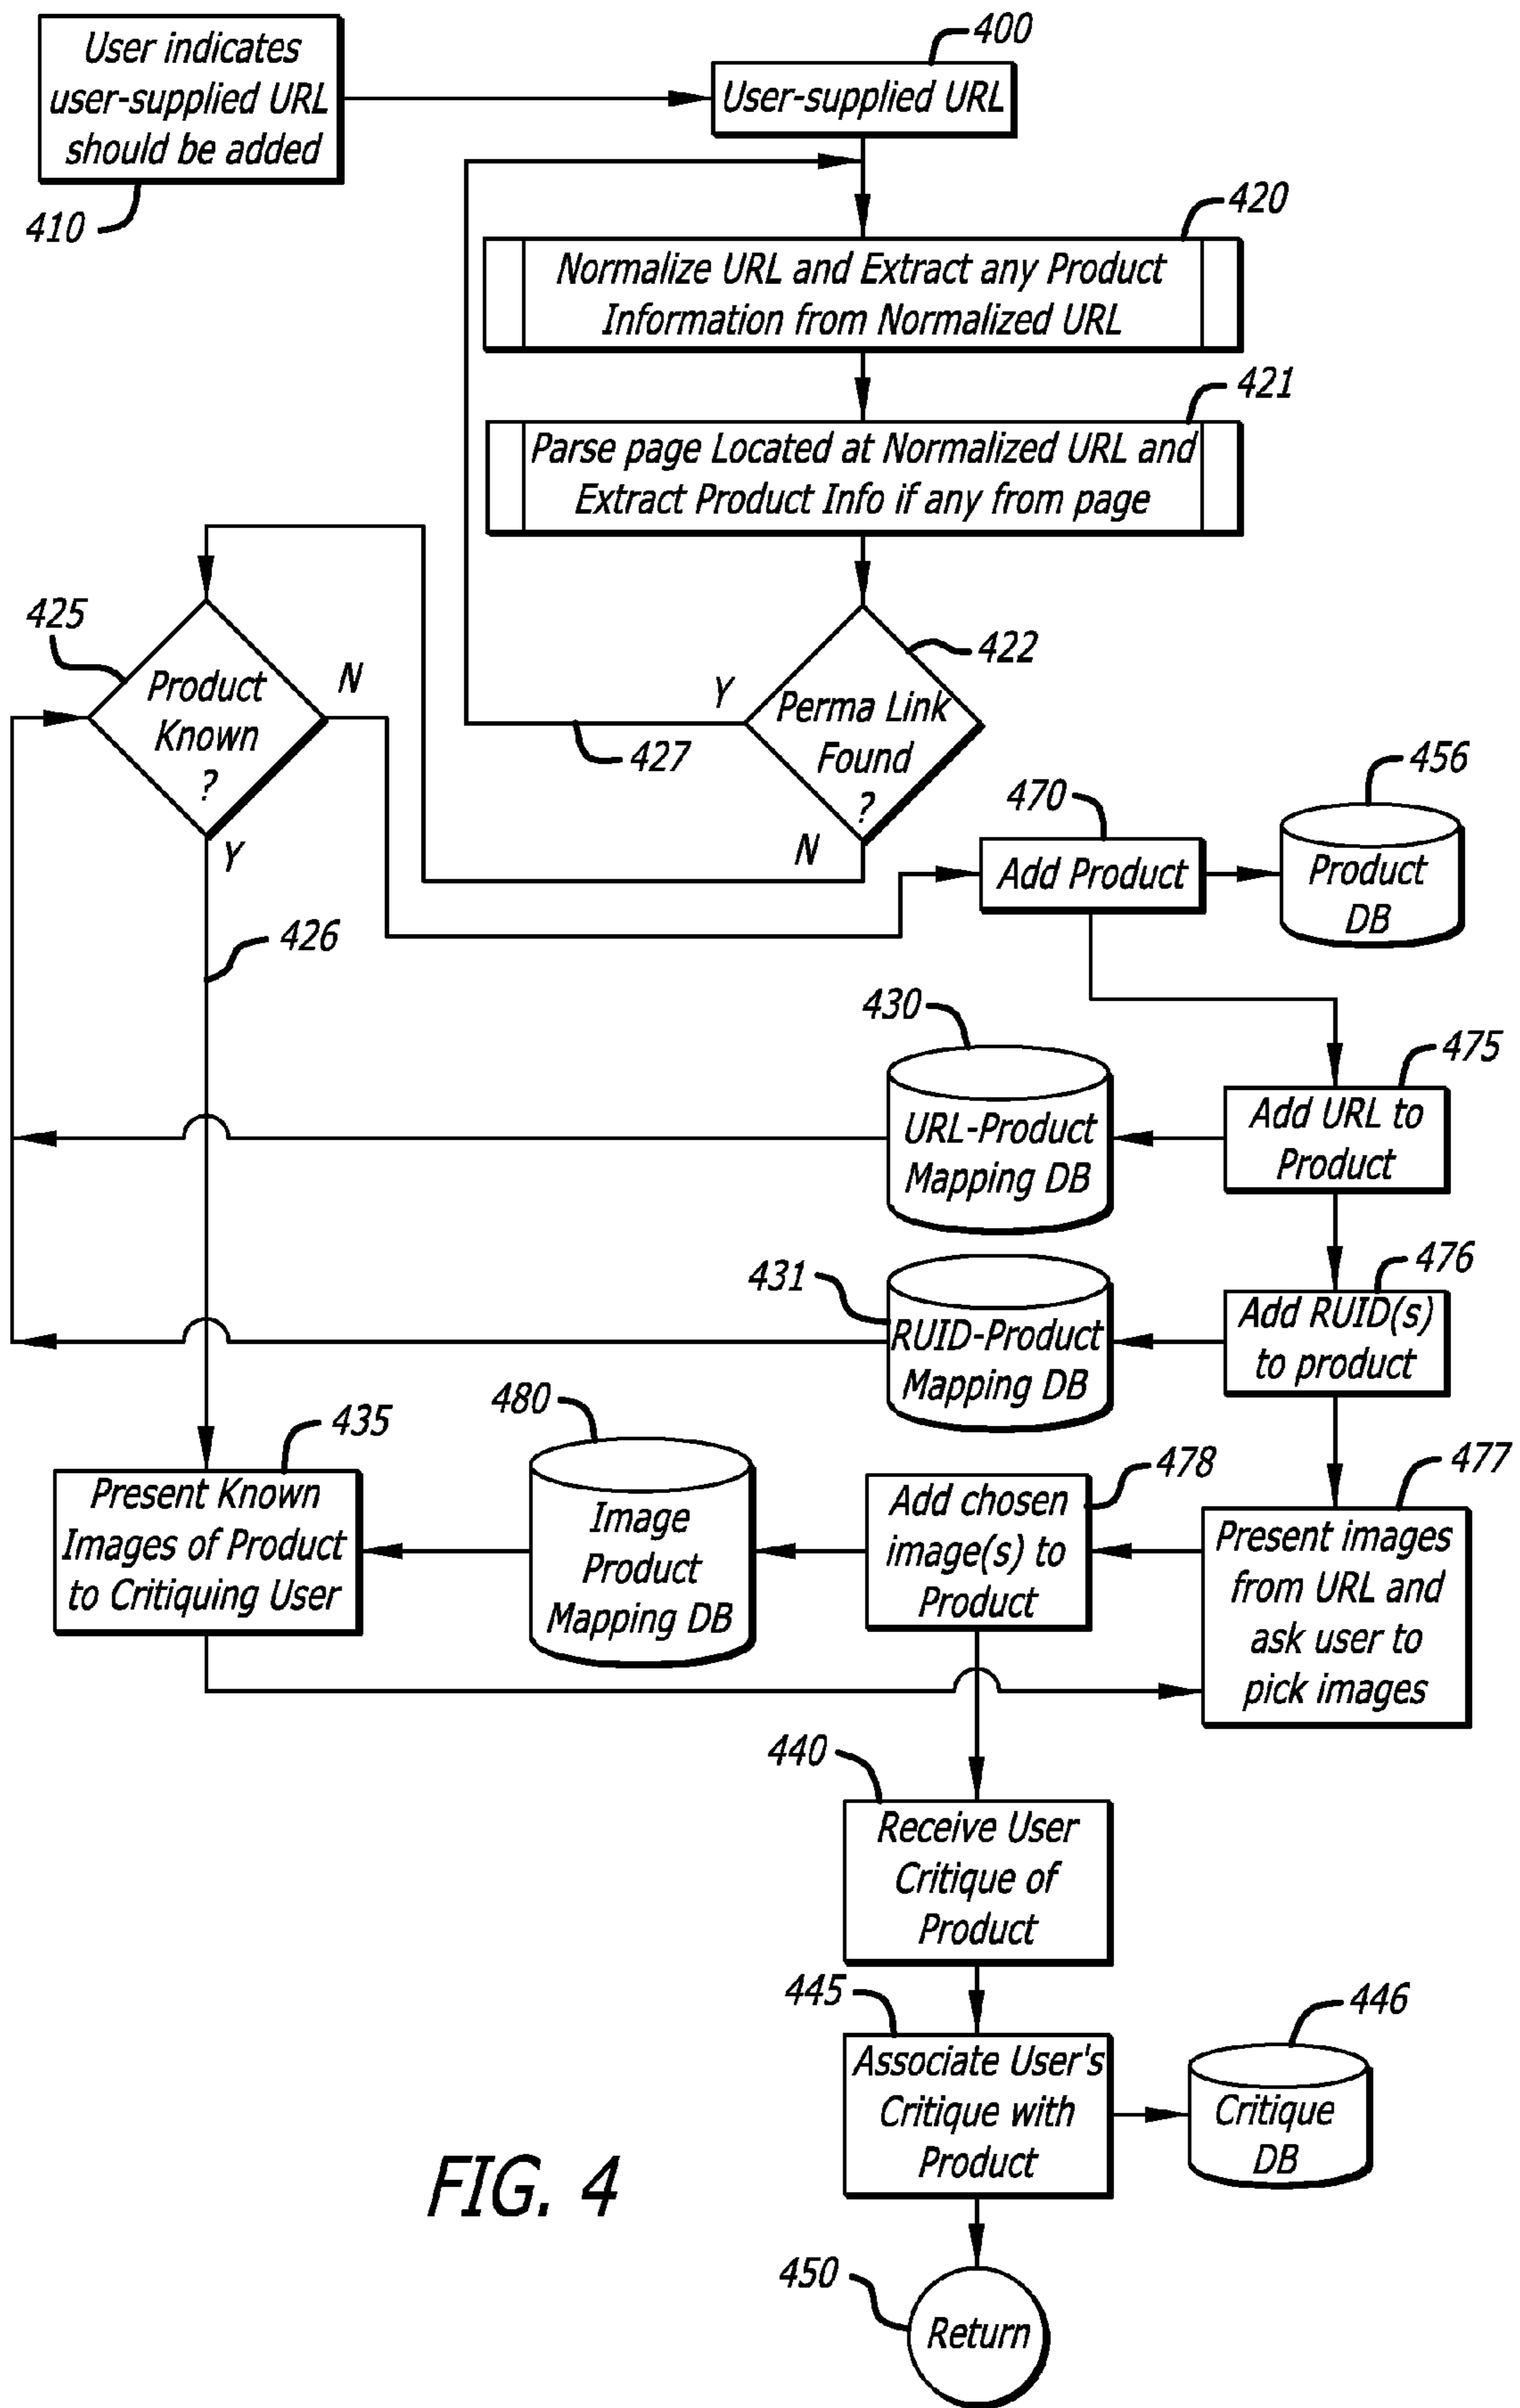 User indicates
user-supplied URL
should be added
410
400
User-supplied URL
420
Normalize URL and Extract any Product
Information from Normalized URL
421
Parse page Located at Normalized URL and
Extract Product Info if any from page
425
Product
Known
?
N
Y
422
Perma Link
Found
?
Y
N
427
426
470
Add Product
456
Product
DB
430
URL-Product
Mapping DB
475
Add URL to
Product
431
RUID-Product
Mapping DB
476
Add RUID(s)
to product
435
Present Known
Images of Product
to Critiquing User
480
Image
Product
Mapping DB
478
Add chosen
image(s) to
Product
477
Present images
from URL and
ask user to
pick images
440
Receive User
Critique of
Product
445
Associate User's
Critique with
Product
446
Critique
DB
450
Return
FIG. 4